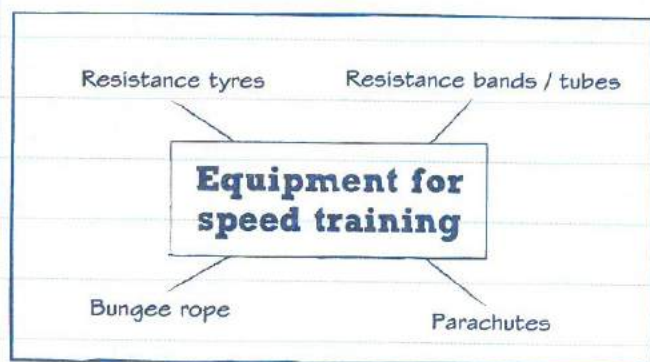 Resistance tyres
Resistance bands / tubes
Equipment for
speed training
Bungee rope
Parachutes